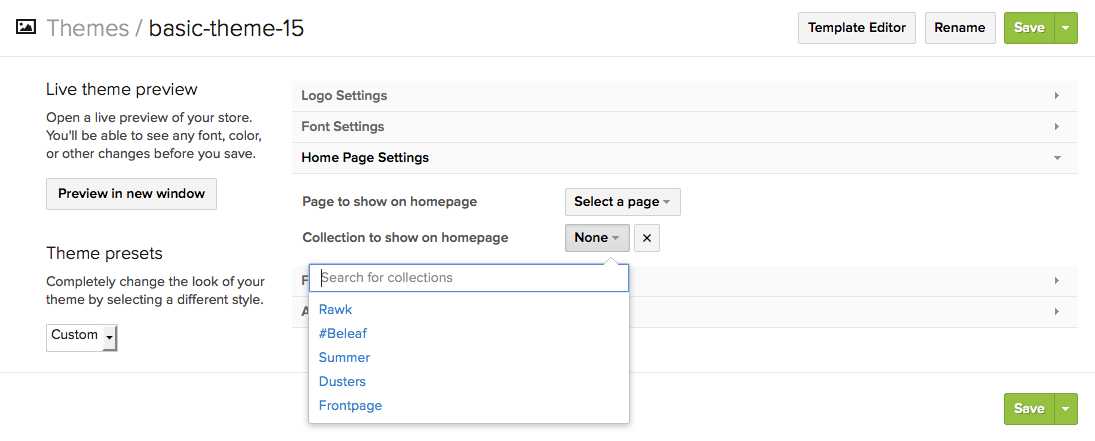 Themes / basic-theme-15
Template Editor
Rename
Save
Live theme preview
Open a live preview of your store.
You'll be able to see any font, color,
or other changes before you save.
Preview in new window
Theme presets
Completely change the look of your
theme by selecting a different style.
Custom
Logo Settings
Font Settings
Home Page Settings
Page to show on homepage
Select a page
Collection to show on homepage
None
×
Search for collections
Rawk
#Beleaf
Summer
Dusters
Frontpage
Save